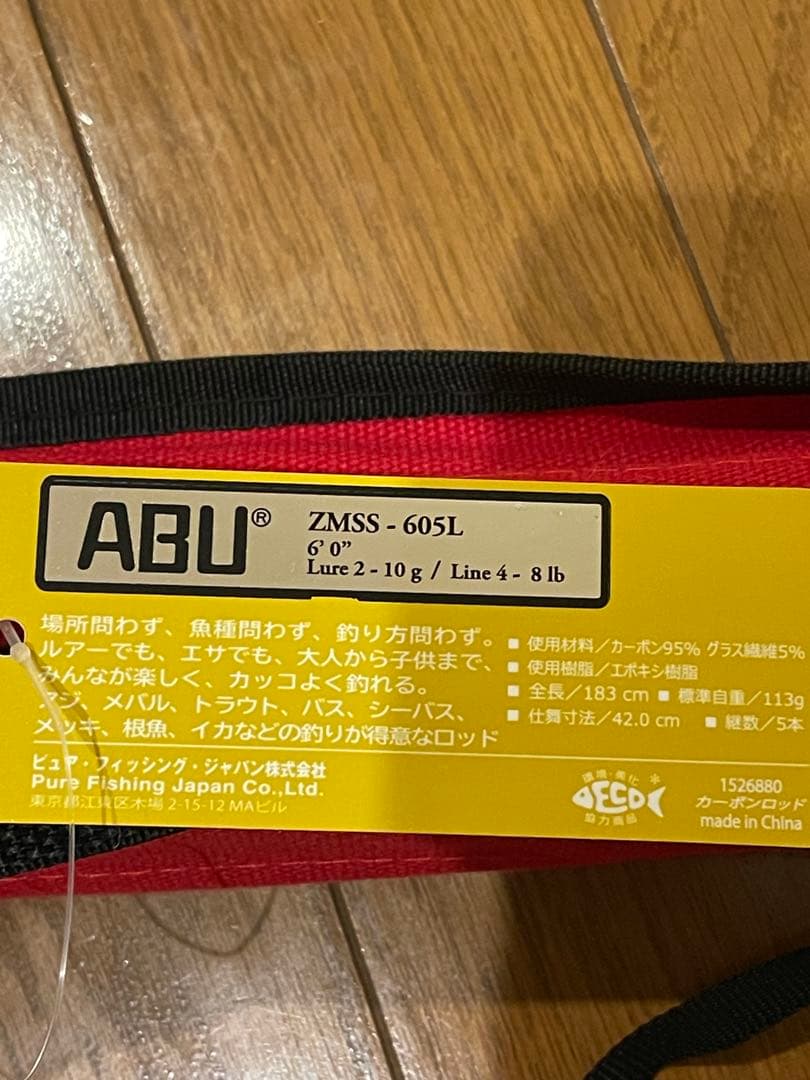 ABU®
ZMSS - 605L
6' 0"
Lure 2 - 10 g / Line 4 - 8 lb
場所問わず、魚種問わず、釣り方問わず。
ルアーでも、エサでも、大人から子供まで、
みんなが楽しく、カッコよく釣れる。
アジ、メバル、トラウト、バス、シーバス、
メッキ、根魚、イカなどの釣りが得意なロッド
■ 使用材料／カーボン95% グラス繊維5%
■ 使用樹脂／エポキシ樹脂
■ 全長／183 cm ■ 標準自重／113g
■ 仕舞寸法／42.0 cm ■ 継数／5本
ピュア・フィッシング・ジャパン株式会社
Pure Fishing Japan Co.,Ltd.
東京都江東区木場 2-15-12 MAビル
環境・美化
ECO
協力商品
1526880
カーボンロッド
made in China